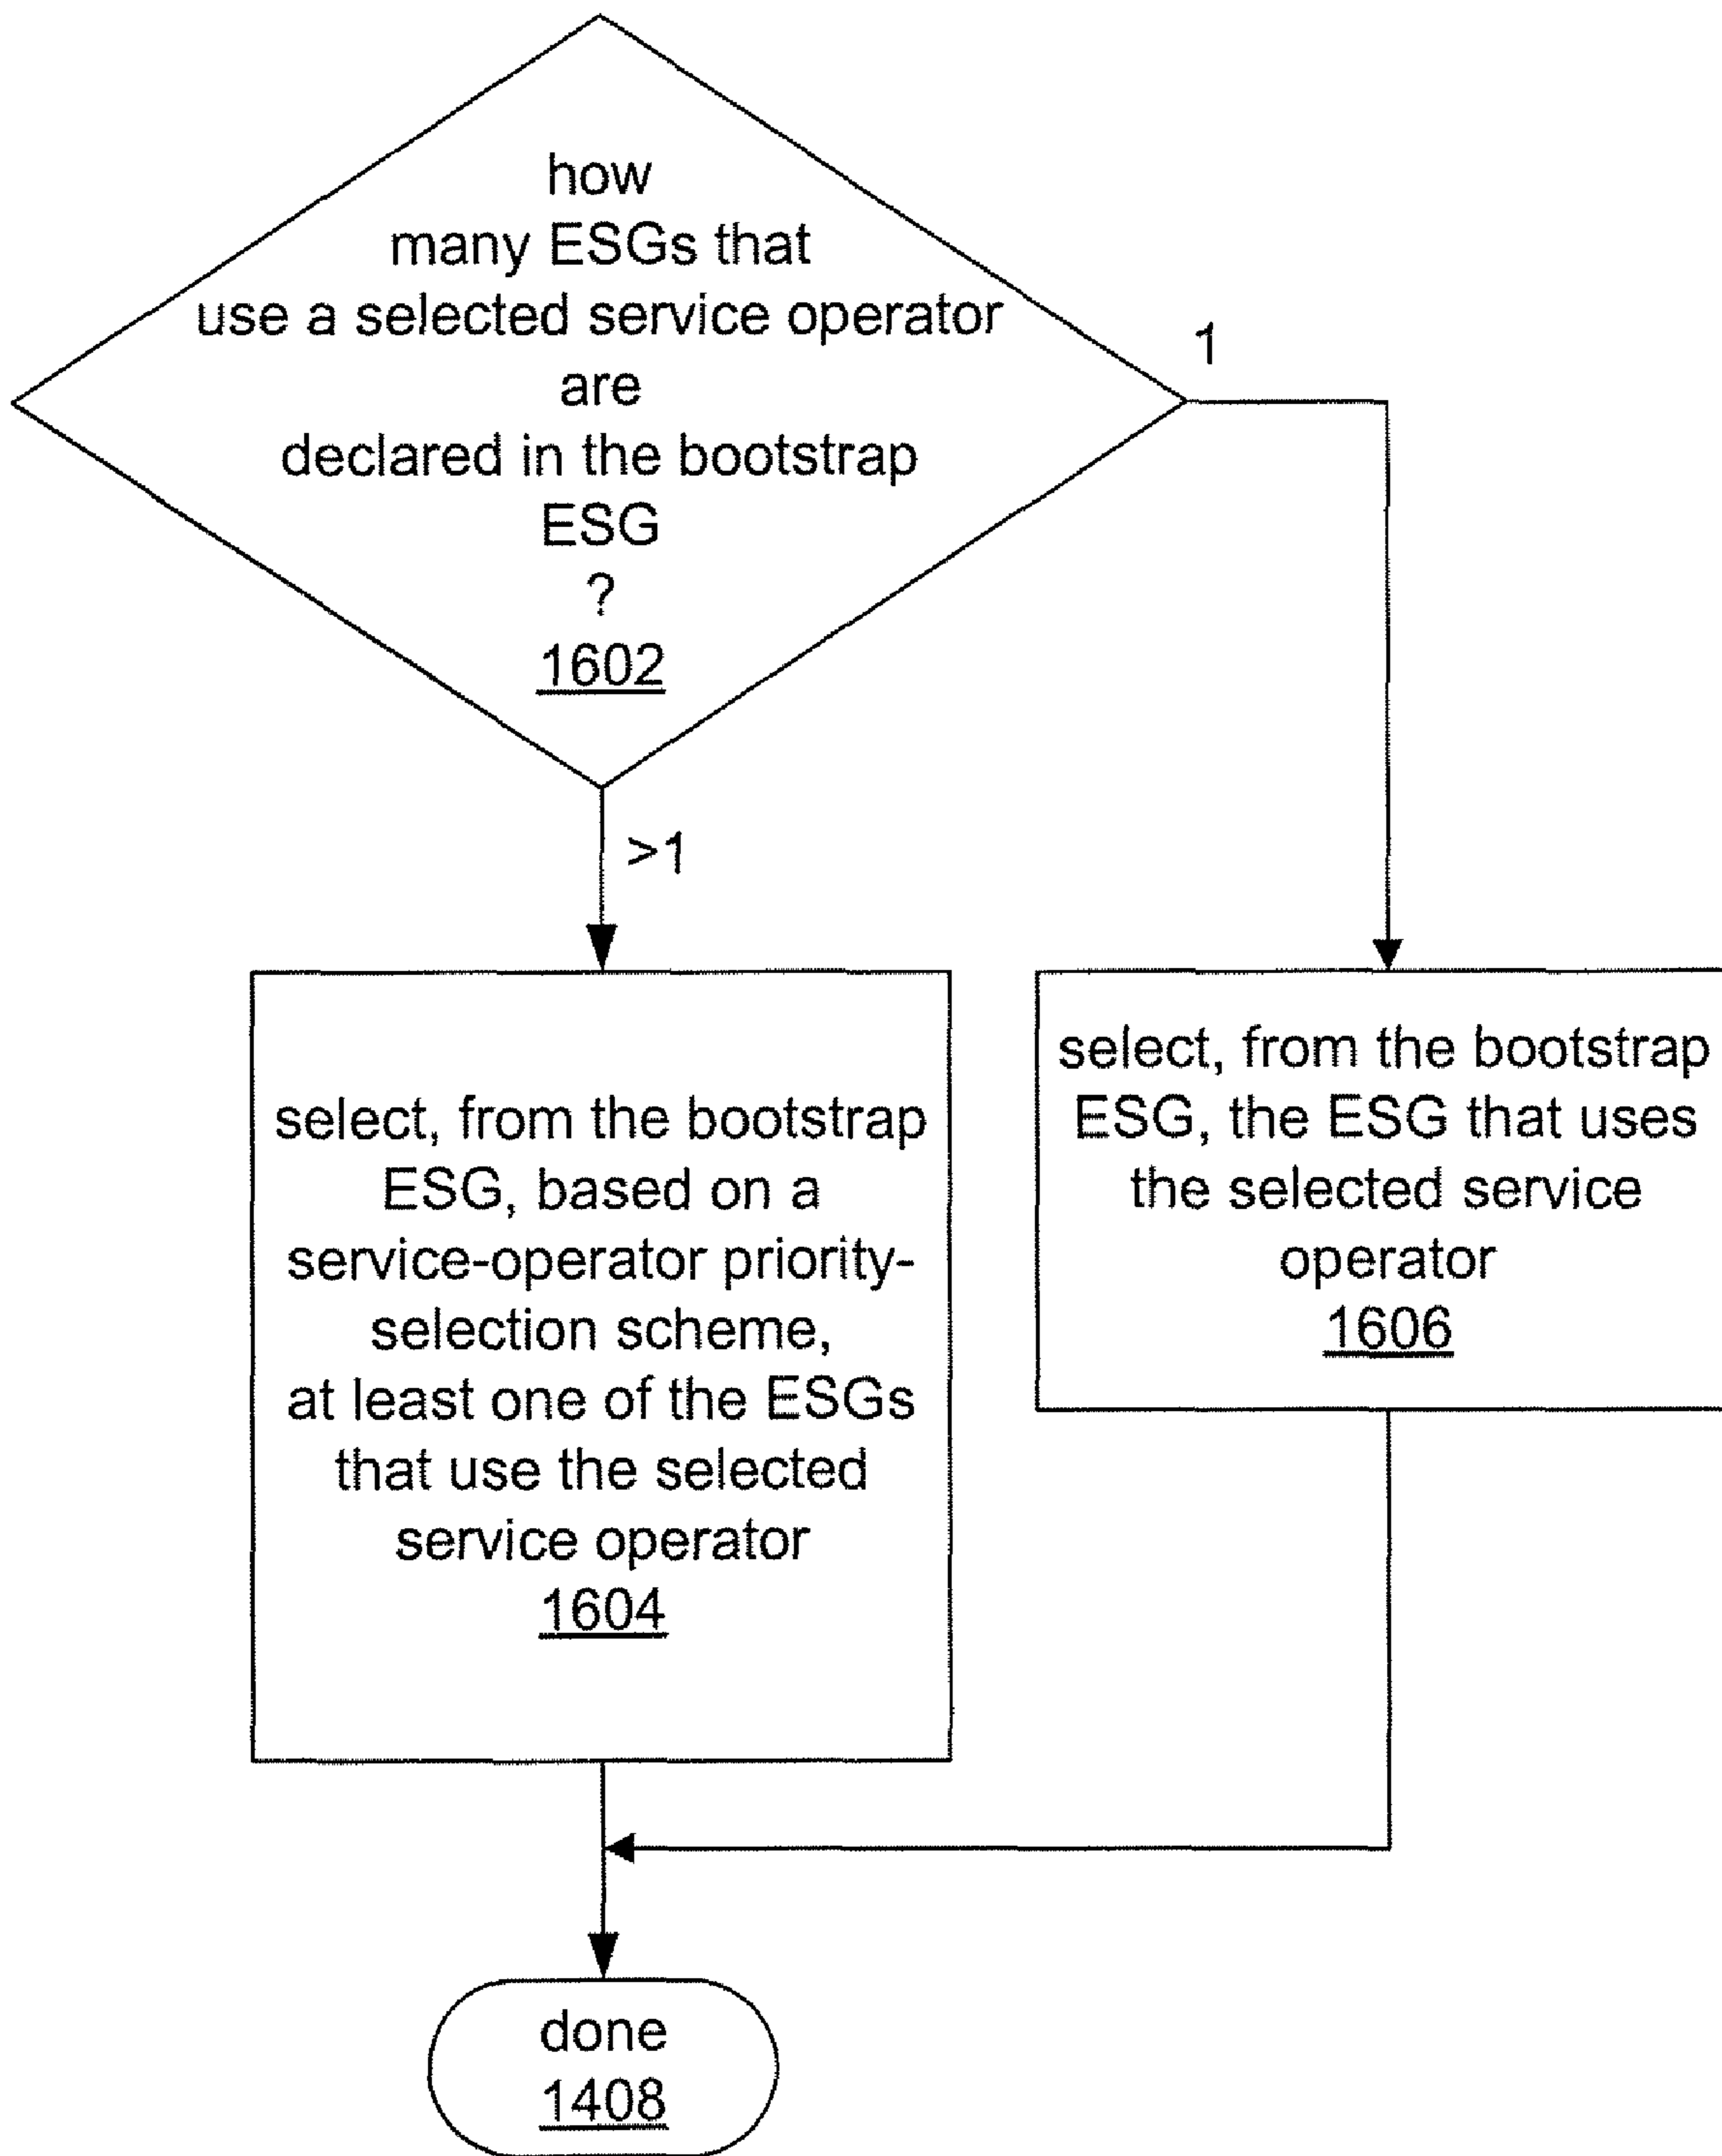 how
many ESGs that
use a selected service operator
are
declared in the bootstrap
ESG
?
1602
1
>1
select, from the bootstrap
ESG, based on a
service-operator priority-
selection scheme,
at least one of the ESGs
that use the selected
service operator
1604
select, from the bootstrap
ESG, the ESG that uses
the selected service
operator
1606
done
1408